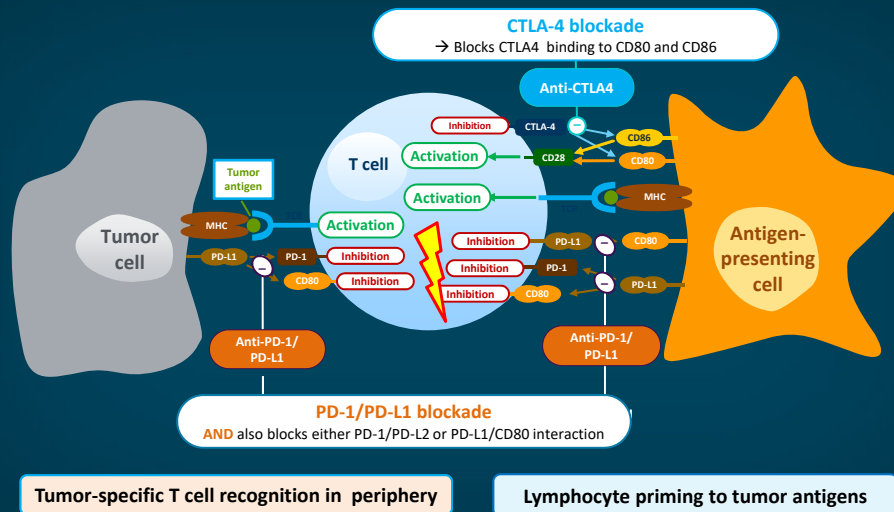 CTLA-4 blockade
→ Blocks CTLA4 binding to CD80 and CD86
Anti-CTLA4
Inhibition
CTLA-4
−
CD86
T cell
Activation
CD28
CD80
Tumor
antigen
Activation
MHC
MHC
Activation
Tumor
cell
Antigen-
presenting
cell
PD-L1
PD-1
Inhibition
−
CD80
Inhibition
Inhibition
PD-L1
−
CD80
Inhibition
PD-1
Inhibition
CD80
−
PD-L1
Anti-PD-1/
PD-L1
Anti-PD-1/
PD-L1
PD-1/PD-L1 blockade
AND also blocks either PD-1/PD-L2 or PD-L1/CD80 interaction
Tumor-specific T cell recognition in periphery
Lymphocyte priming to tumor antigens